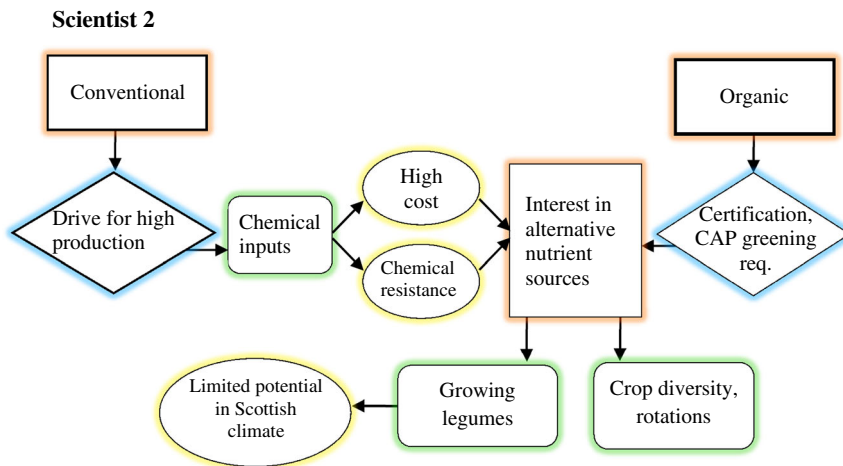 Scientist 2
Conventional
Organic
Drive for high
production
Chemical
inputs
High
cost
Chemical
resistance
Interest in
alternative
nutrient
sources
Certification,
CAP greening
req.
Limited potential
in Scottish
climate
Growing
legumes
Crop diversity,
rotations